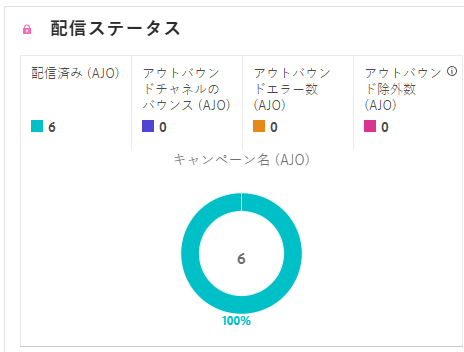 配信ステータス
配信済み (AJO)
6
アウトバウン
ドチャネルの
バウンス (AJO)
0
アウトバウン
ドエラー数
(AJO)
0
アウトバウン
ド除外数
(AJO)
0
キャンペーン名 (AJO)
6
100%